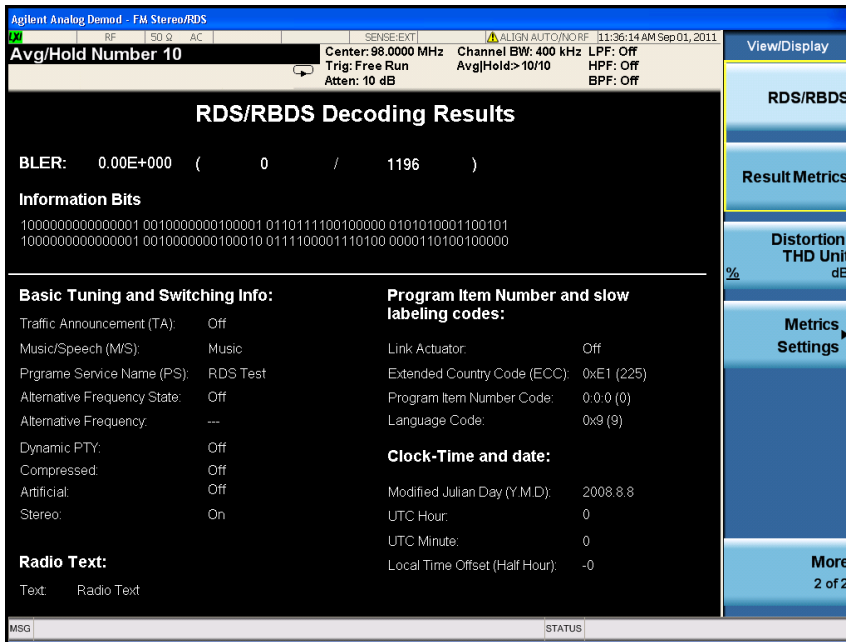 Agilent Analog Demod - FM Stereo/RDS
LXI RF 50 Ω AC SENSE:EXT ALIGN AUTO/NO RF 11:36:14 AM Sep 01, 2011
Avg/Hold Number 10
Center: 98.0000 MHz Channel BW: 400 kHz LPF: Off
Trig: Free Run Avg|Hold:>10/10 HPF: Off
Atten: 10 dB BPF: Off
RDS/RBDS Decoding Results
BLER: 0.00E+000 ( 0 / 1196 )
Information Bits
1000000000000001 0010000000100001 0110111100100000 0101010001100101
1000000000000001 0010000000100010 0111100001110100 0000110100100000
Basic Tuning and Switching Info:
Traffic Announcement (TA): Off
Music/Speech (M/S): Music
Prgrame Service Name (PS): RDS Test
Alternative Frequency State: Off
Alternative Frequency: ---
Dynamic PTY: Off
Compressed: Off
Artificial: Off
Stereo: On
Radio Text:
Text: Radio Text
Program Item Number and slow
labeling codes:
Link Actuator: Off
Extended Country Code (ECC): 0xE1 (225)
Program Item Number Code: 0:0:0 (0)
Language Code: 0x9 (9)
Clock-Time and date:
Modified Julian Day (Y.M.D): 2008.8.8
UTC Hour: 0
UTC Minute: 0
Local Time Offset (Half Hour): -0
View/Display
RDS/RBDS
Result Metrics
Distortion
THD Unit
% dB
Metrics
Settings
More
2 of 2
MSG STATUS